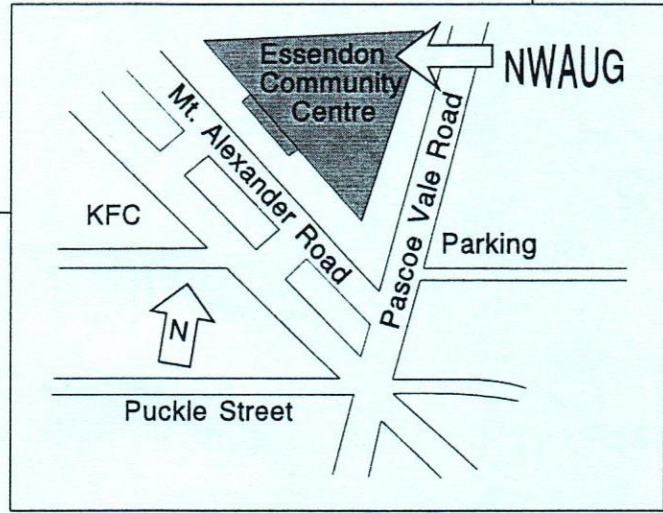 Essendon
Community
Centre
NWAUG
Mt. Alexander Road
Pascoe Vale Road
KFC
Parking
N
Puckle Street